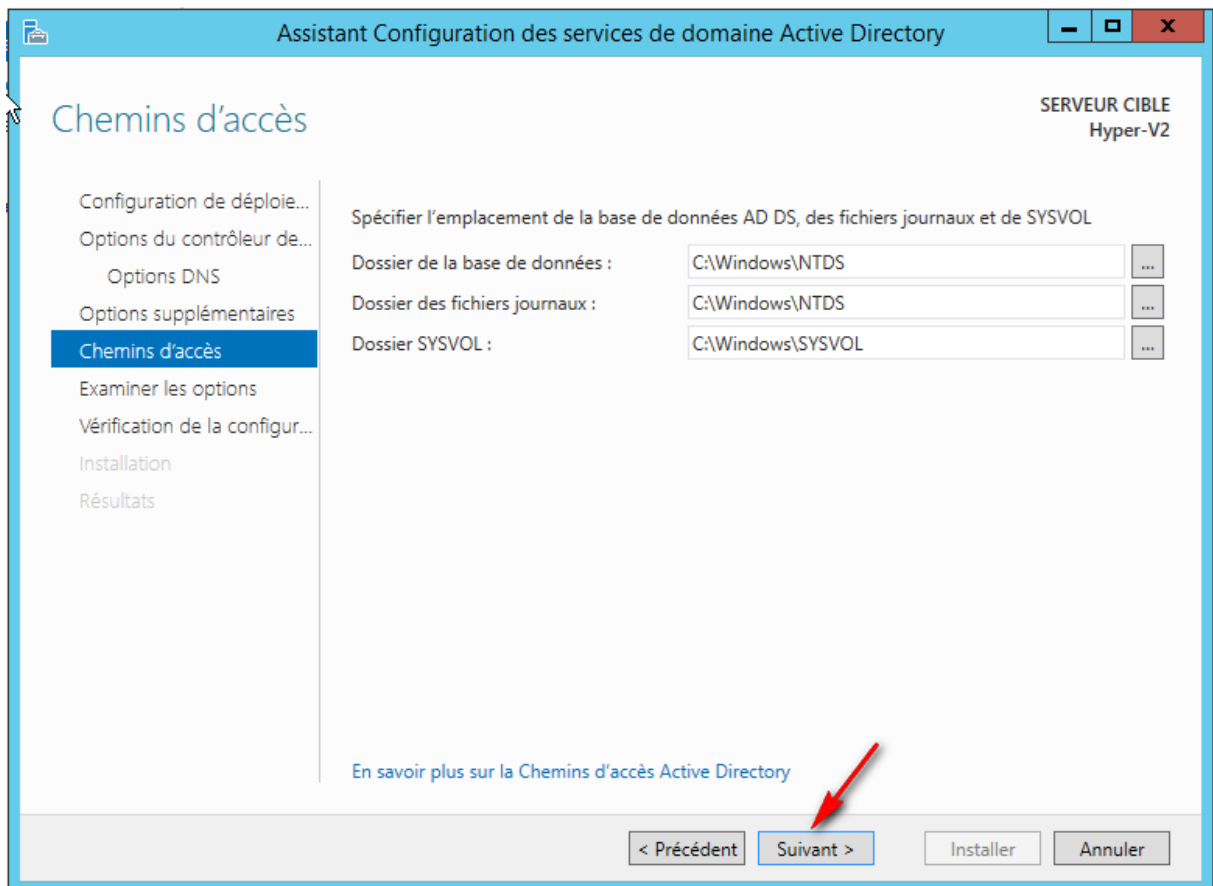 Assistant Configuration des services de domaine Active Directory
Chemins d'accès
SERVEUR CIBLE
Hyper-V2
Configuration de déploie...
Options du contrôleur de...
Options DNS
Options supplémentaires
Chemins d'accès
Examiner les options
Vérification de la configur...
Installation
Résultats
Spécifier l'emplacement de la base de données AD DS, des fichiers journaux et de SYSVOL
Dossier de la base de données : C:\Windows\NTDS ...
Dossier des fichiers journaux : C:\Windows\NTDS ...
Dossier SYSVOL : C:\Windows\SYSVOL ...
En savoir plus sur la Chemins d'accès Active Directory
< Précédent Suivant > Installer Annuler